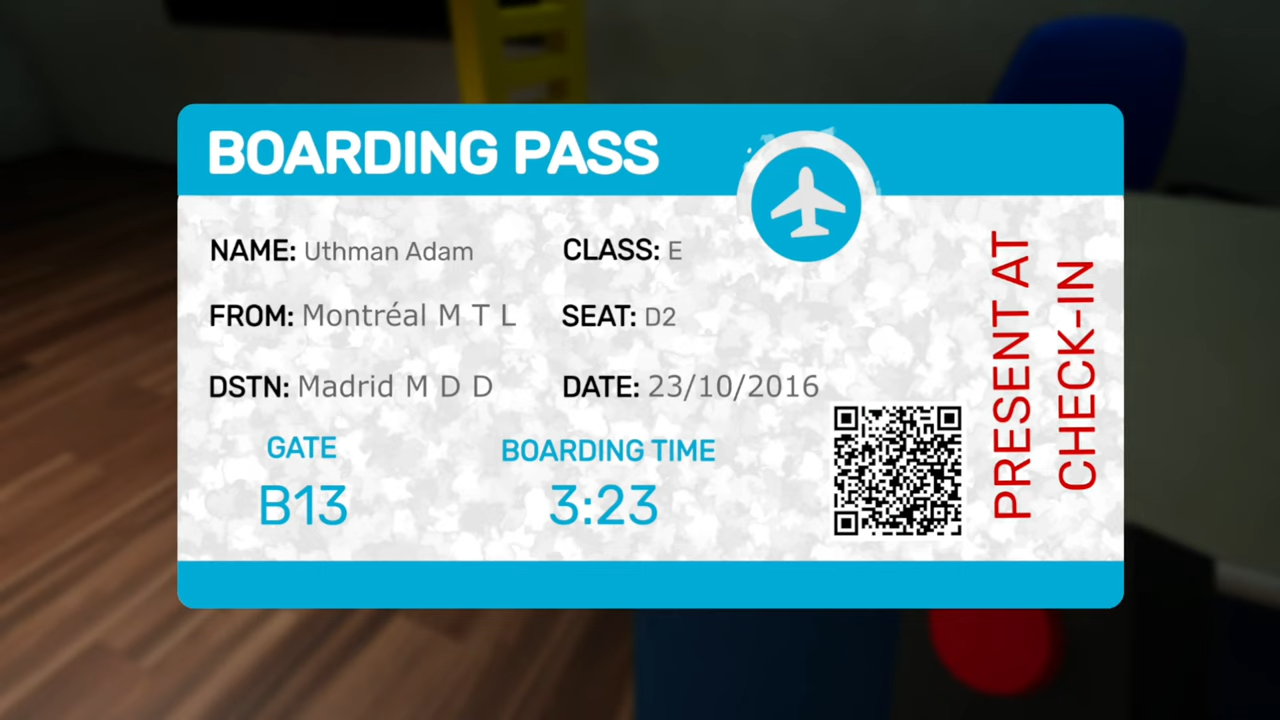 BOARDING PASS
NAME: Uthman Adam
CLASS: E
FROM: Montréal M T L
SEAT: D2
DSTN: Madrid M D D
DATE: 23/10/2016
GATE
BOARDING TIME
B13
3:23
PRESENT AT
CHECK-IN